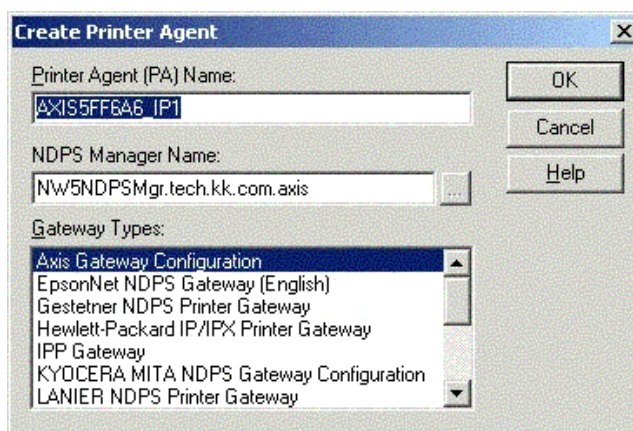 Create Printer Agent
Printer Agent (PA) Name:
AXIS5FF6A6_IP1
NDPS Manager Name:
NW5NDPSMgr.tech.kk.com.axis
...
Gateway Types:
Axis Gateway Configuration
EpsonNet NDPS Gateway (English)
Gestetner NDPS Printer Gateway
Hewlett-Packard IP/IPX Printer Gateway
IPP Gateway
KYOCERA MITA NDPS Gateway Configuration
LANIER NDPS Printer Gateway
OK
Cancel
Help